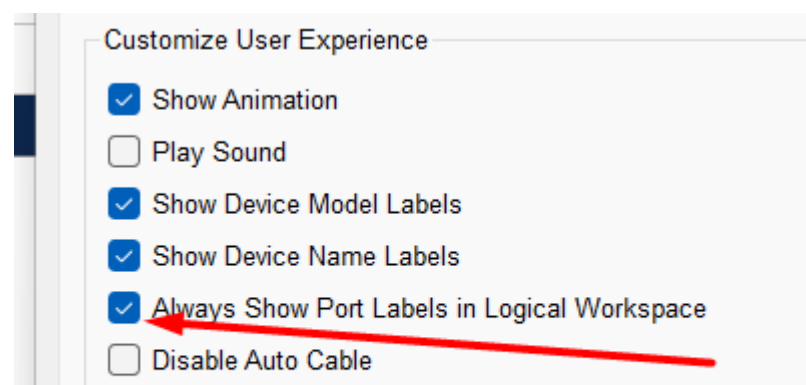 Customize User Experience
Show Animation
Play Sound
Show Device Model Labels
Show Device Name Labels
Always Show Port Labels in Logical Workspace
Disable Auto Cable